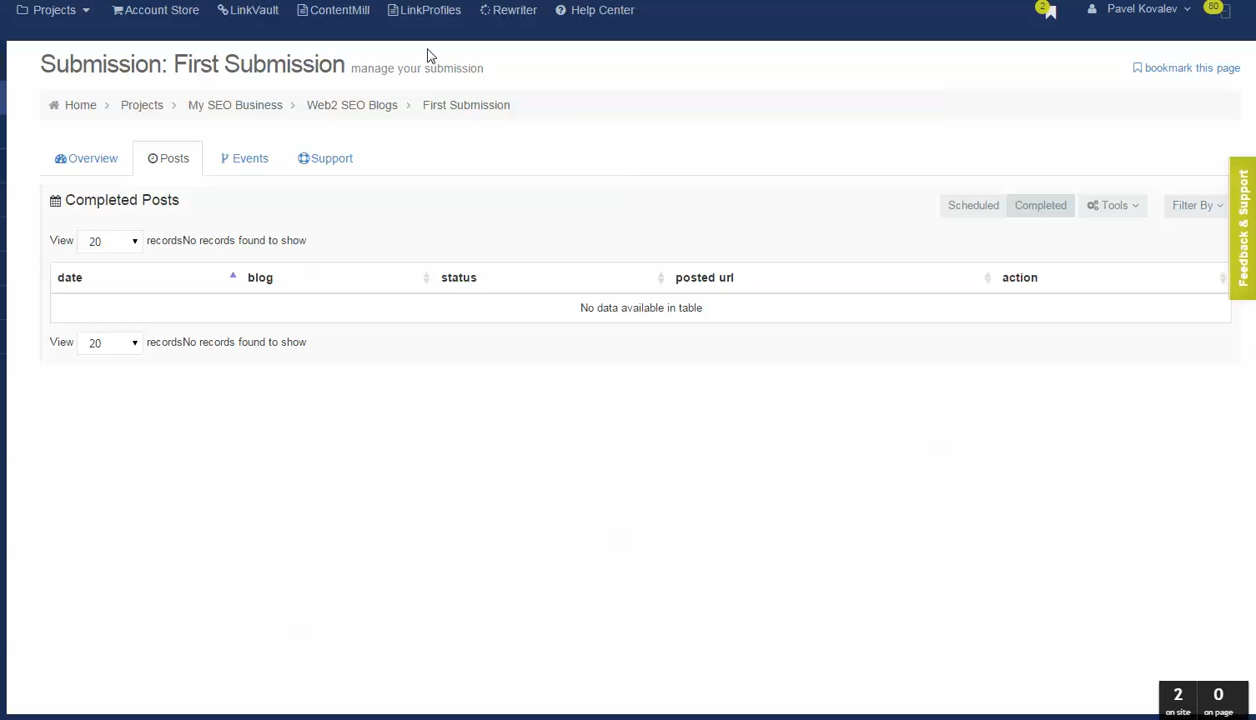 Projects Account Store LinkVault ContentMill LinkProfiles Rewriter Help Center 2 Pavel Kovalev 80
Submission: First Submission manage your submission bookmark this page
Home Projects My SEO Business Web2 SEO Blogs First Submission
Overview Posts Events Support
Completed Posts Scheduled Completed Tools Filter By
View 20 recordsNo records found to show
date blog status posted url action
No data available in table
View 20 recordsNo records found to show
Feedback & Support
2 0
on site on page